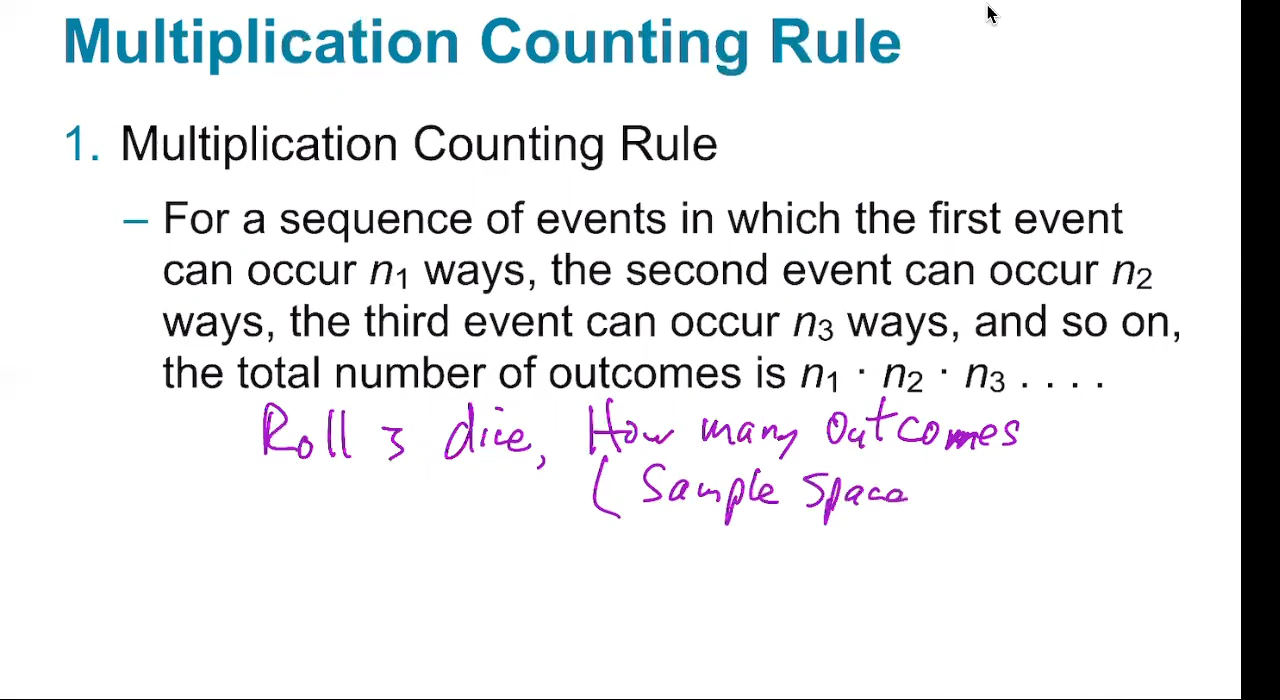 Multiplication Counting Rule
1. Multiplication Counting Rule
– For a sequence of events in which the first event
can occur n₁ ways, the second event can occur n₂
ways, the third event can occur n₃ ways, and so on,
the total number of outcomes is n₁ · n₂ · n₃ . . . .
Roll 3 dice, How many outcomes
( Sample space